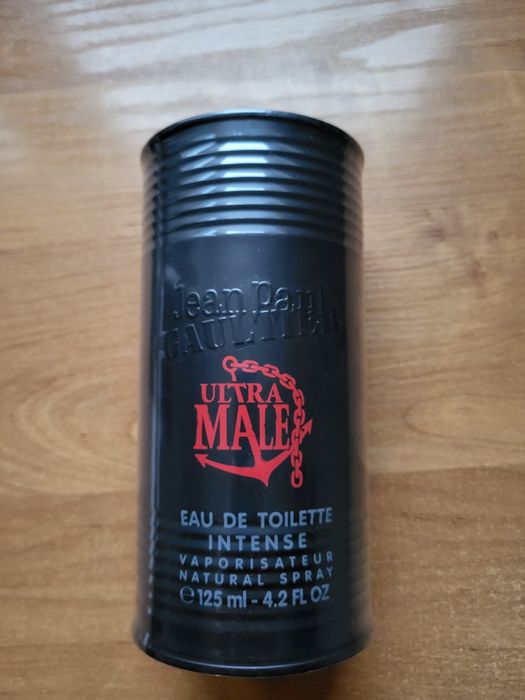 Jean Paul
GAULTIER
ULTRA
MALE
EAU DE TOILETTE
INTENSE
VAPORISATEUR
NATURAL SPRAY
℮ 125 ml - 4.2 FL OZ